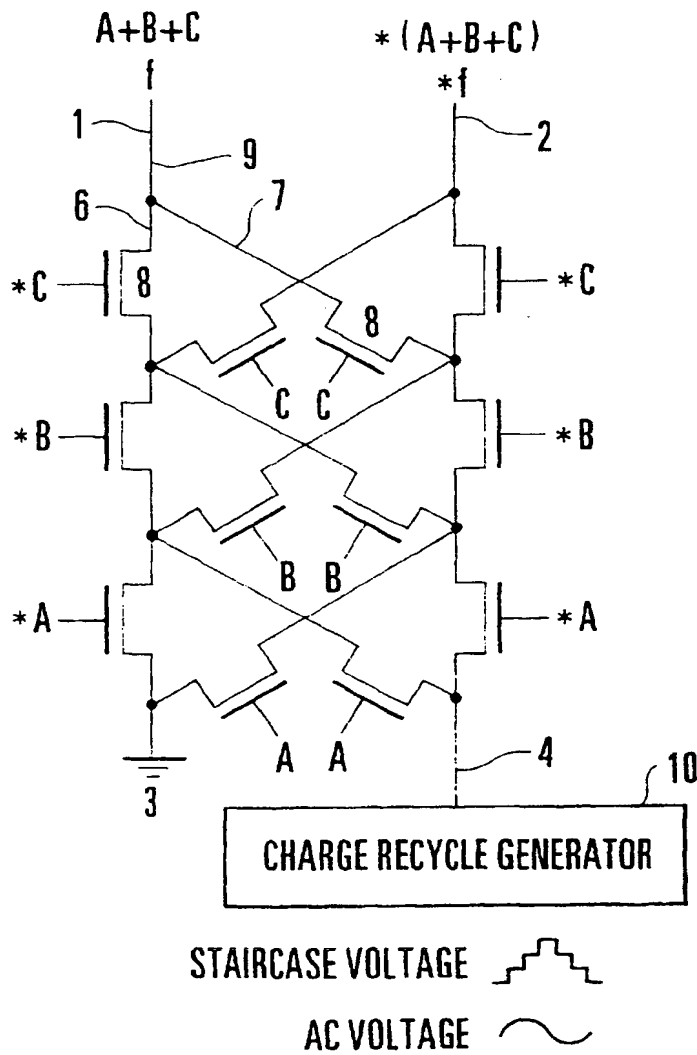 A+B+C
*(A+B+C)
f
*f
1
2
9
6
7
*C
8
8
*C
C
C
*B
*B
B
B
*A
*A
A
A
4
3
10
CHARGE RECYCLE GENERATOR
STAIRCASE VOLTAGE
AC VOLTAGE